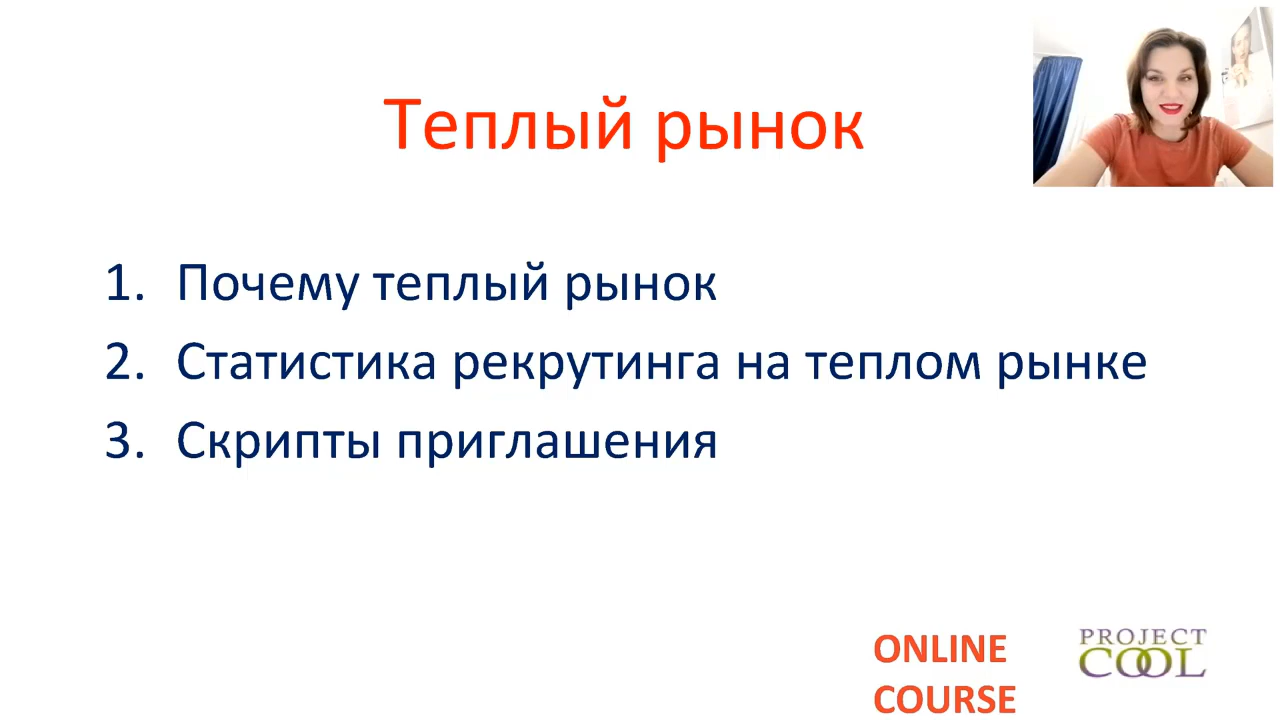 Теплый рынок
1. Почему теплый рынок
2. Статистика рекрутинга на теплом рынке
3. Скрипты приглашения
ONLINE
COURSE
PROJECT
COOL